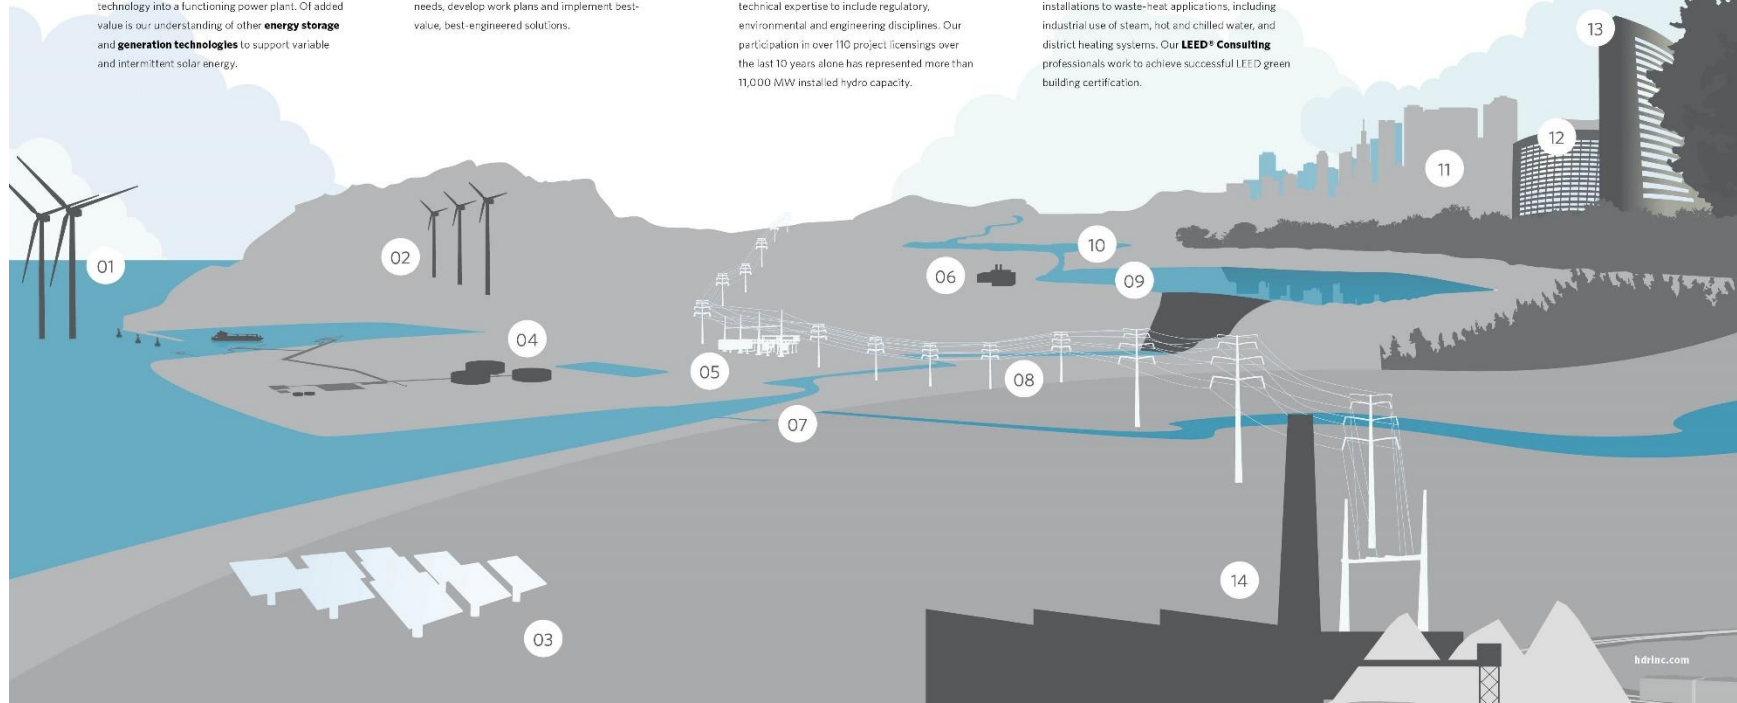 technology into a functioning power plant. Of added
value is our understanding of other energy storage
and generation technologies to support variable
and intermittent solar energy.
needs, develop work plans and implement best-
value, best-engineered solutions.
technical expertise to include regulatory,
environmental and engineering disciplines. Our
participation in over 110 project licensings over
the last 10 years alone has represented more than
11,000 MW installed hydro capacity.
installations to waste-heat applications, including
industrial use of steam, hot and chilled water, and
district heating systems. Our LEED® Consulting
professionals work to achieve successful LEED green
building certification.
13
12
11
10
01
02
06
09
04
05
08
07
14
03
hdrinc.com